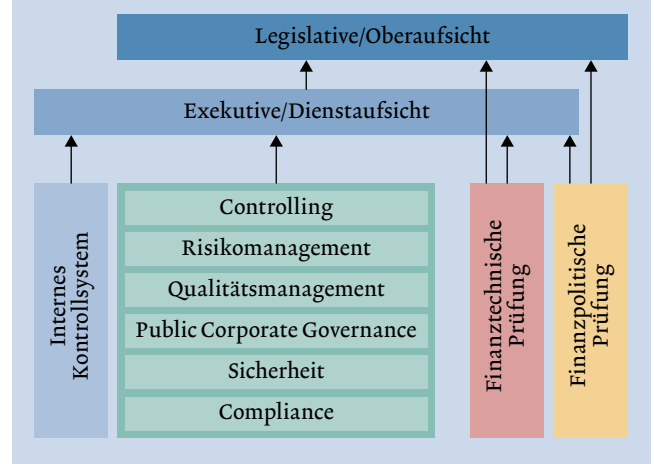 Legislative/Oberaufsicht
Exekutive/Dienstaufsicht
Internes
Kontrollsystem
Controlling
Risikomanagement
Qualitätsmanagement
Public Corporate Governance
Sicherheit
Compliance
Finanztechnische
Prüfung
Finanzpolitische
Prüfung